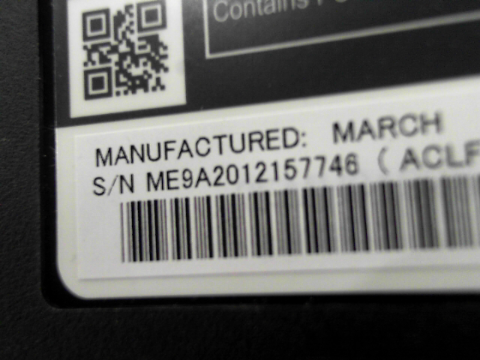 Contains
MANUFACTURED: MARCH
S/N ME9A2012157746 ( ACLF